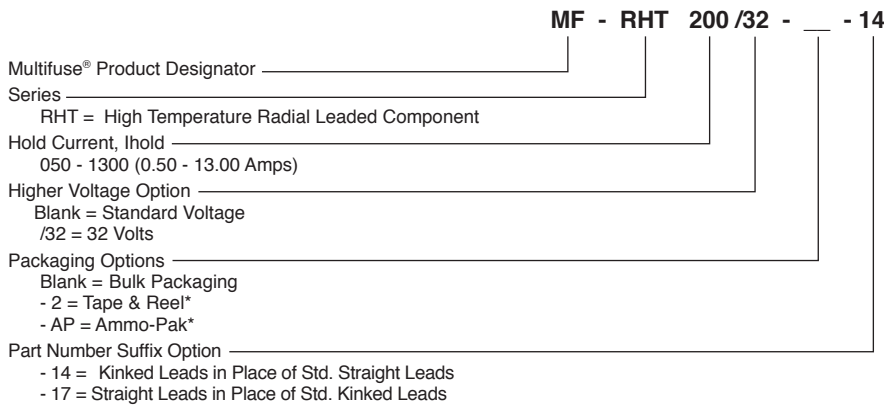 MF - RHT 200 /32 - __ - 14
Multifuse® Product Designator
Series
RHT = High Temperature Radial Leaded Component
Hold Current, Ihold
050 - 1300 (0.50 - 13.00 Amps)
Higher Voltage Option
Blank = Standard Voltage
/32 = 32 Volts
Packaging Options
Blank = Bulk Packaging
- 2 = Tape & Reel*
- AP = Ammo-Pak*
Part Number Suffix Option
- 14 = Kinked Leads in Place of Std. Straight Leads
- 17 = Straight Leads in Place of Std. Kinked Leads